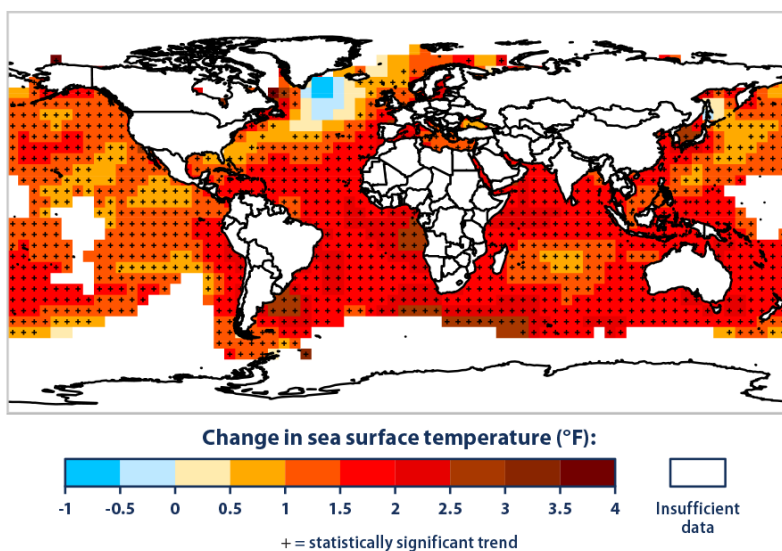 Change in sea surface temperature (°F):
-1 -0.5 0 0.5 1 1.5 2 2.5 3 3.5 4
Insufficient
data
+ = statistically significant trend